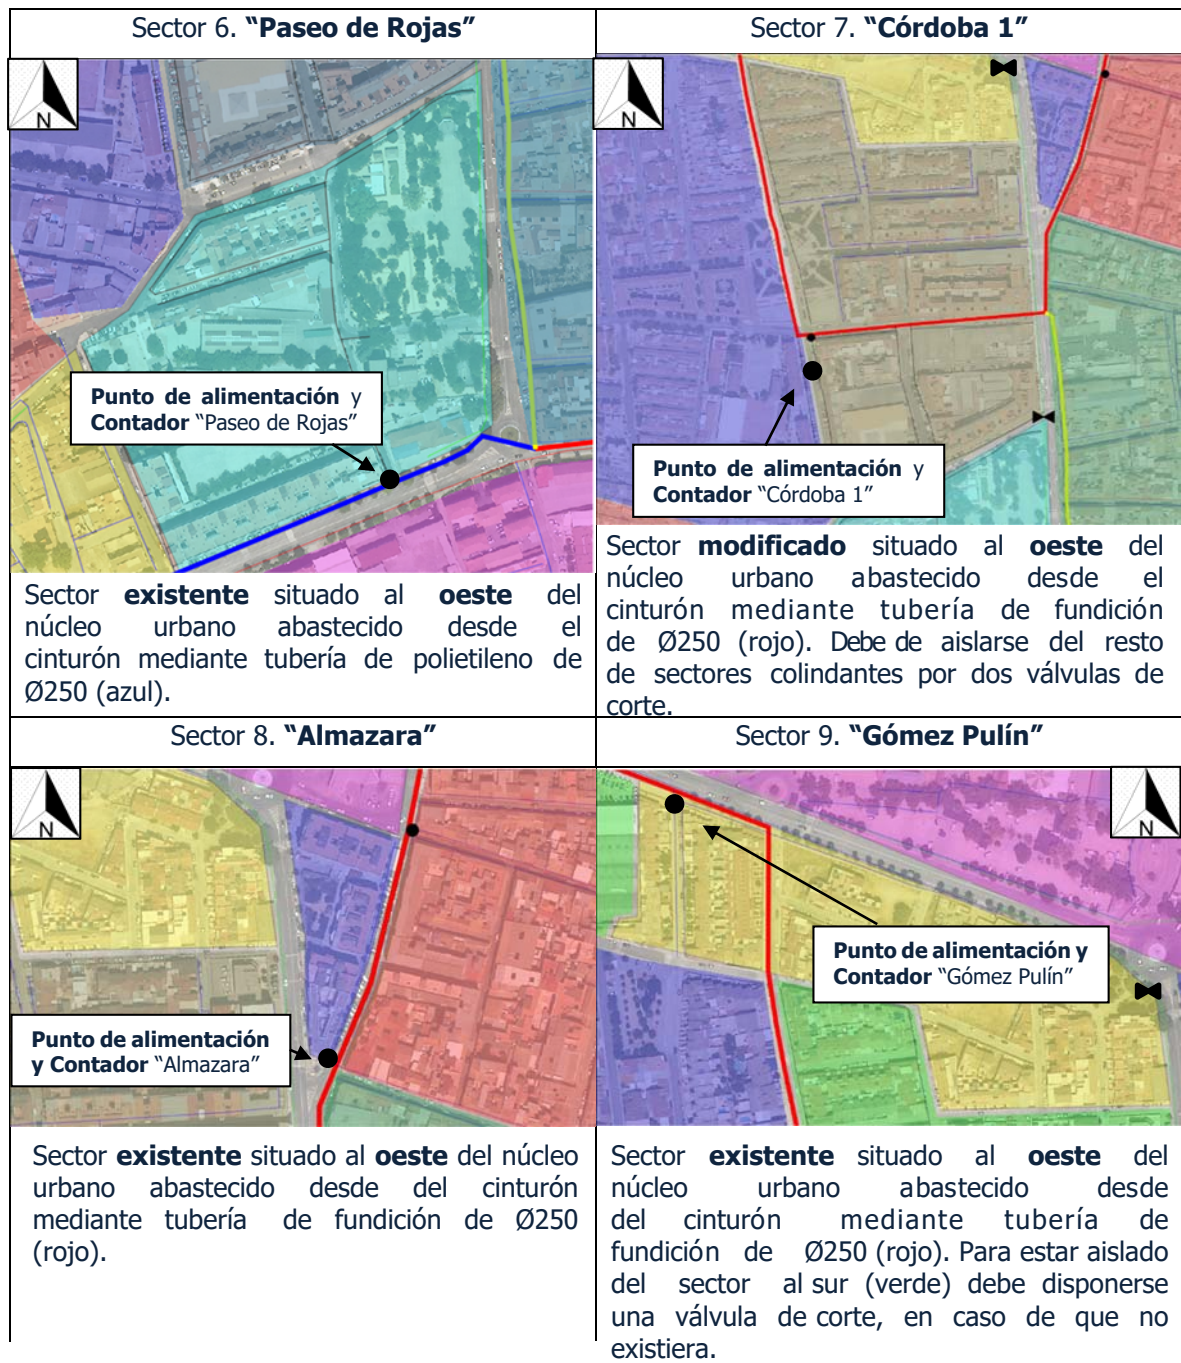 Sector 6. “Paseo de Rojas”
N
Punto de alimentación y
Contador “Paseo de Rojas”
Sector existente situado al oeste del
núcleo urbano abastecido desde el
cinturón mediante tubería de polietileno de
Ø250 (azul).
Sector 7. “Córdoba 1”
N
Punto de alimentación y
Contador “Córdoba 1”
Sector modificado situado al oeste del
núcleo urbano abastecido desde el
cinturón mediante tubería de fundición
de Ø250 (rojo). Debe de aislarse del resto
de sectores colindantes por dos válvulas de
corte.
Sector 8. “Almazara”
N
Punto de alimentación
y Contador “Almazara”
Sector existente situado al oeste del núcleo
urbano abastecido desde del cinturón
mediante tubería de fundición de Ø250
(rojo).
Sector 9. “Gómez Pulín”
N
Punto de alimentación y
Contador “Gómez Pulín”
Sector existente situado al oeste del
núcleo urbano abastecido desde
del cinturón mediante tubería de
fundición de Ø250 (rojo). Para estar aislado
del sector al sur (verde) debe disponerse
una válvula de corte, en caso de que no
existiera.